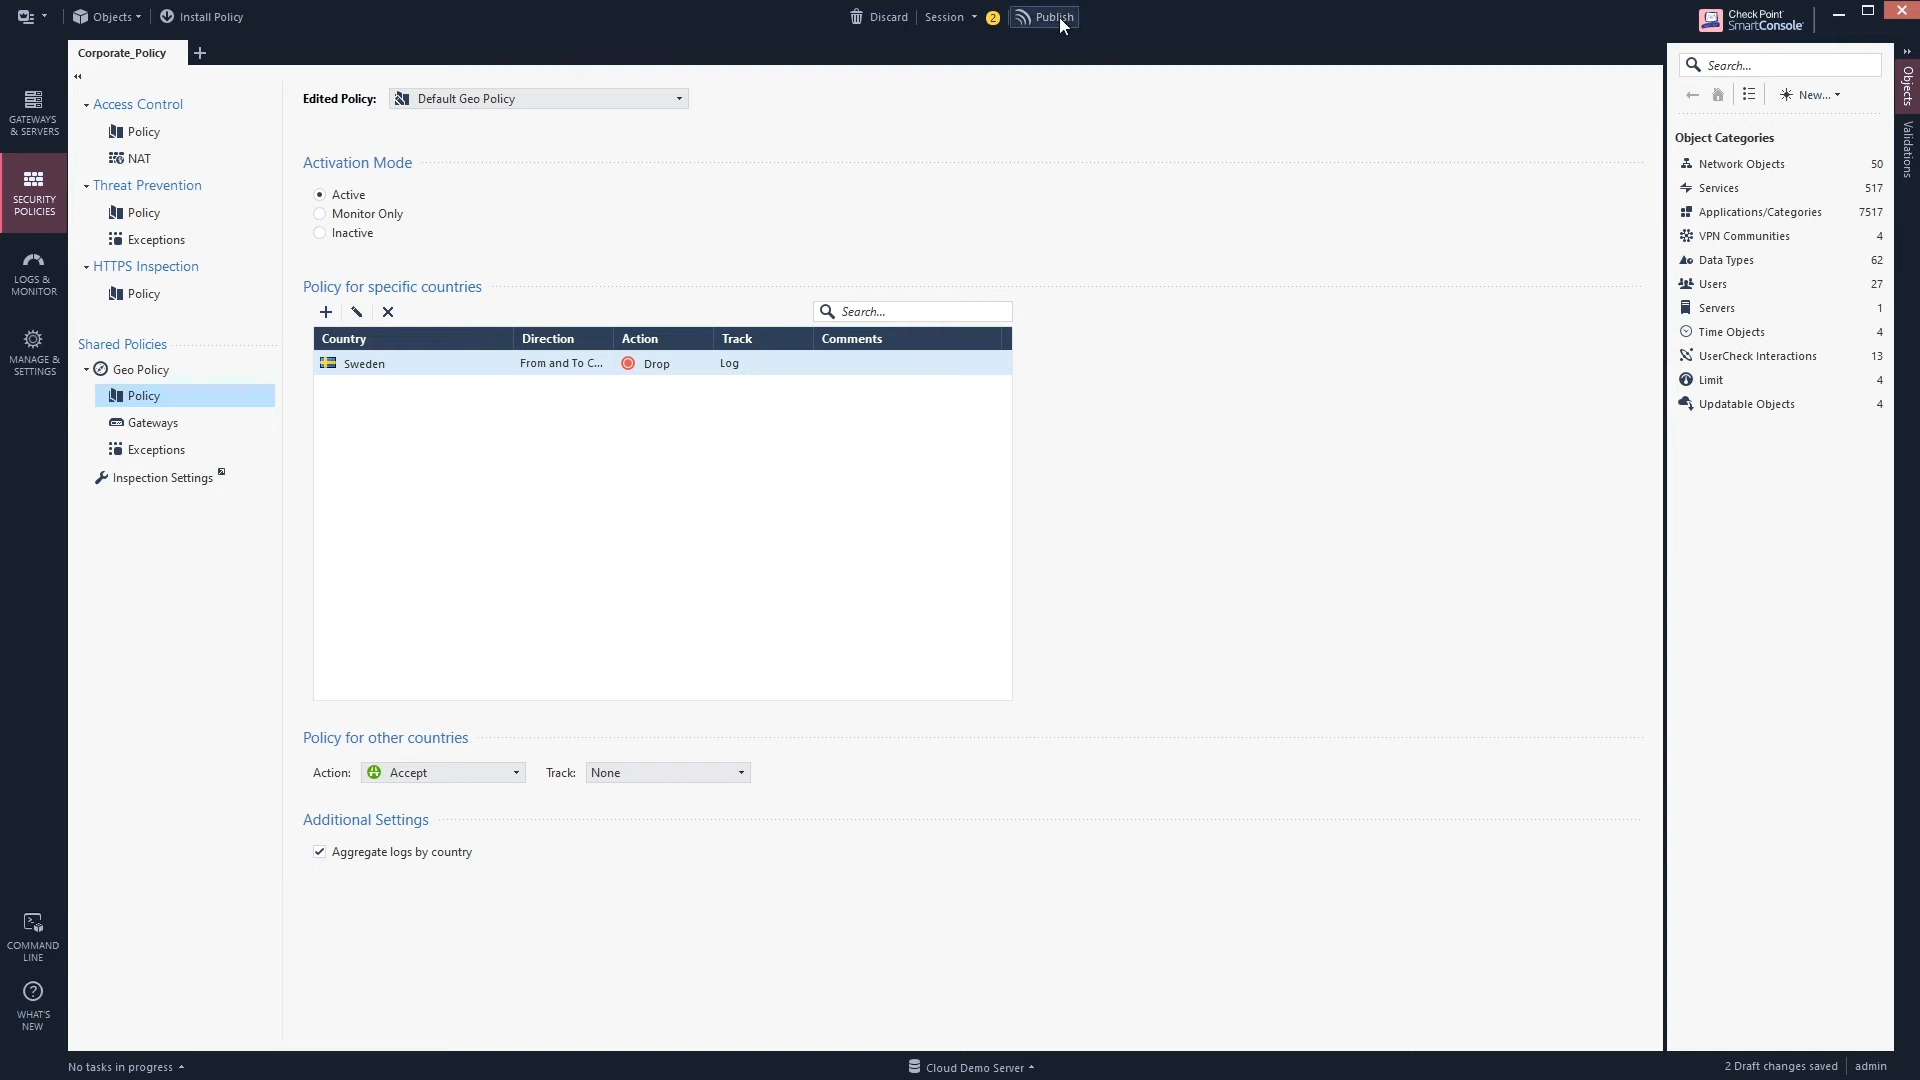 Objects
Install Policy
Discard
Session
2
Publish
Check Point
SmartConsole
Corporate_Policy
GATEWAYS
& SERVERS
SECURITY
POLICIES
LOGS &
MONITOR
MANAGE &
SETTINGS
COMMAND
LINE
WHAT'S
NEW
Access Control
Policy
NAT
Threat Prevention
Policy
Exceptions
HTTPS Inspection
Policy
Shared Policies
Geo Policy
Policy
Gateways
Exceptions
Inspection Settings
Edited Policy: Default Geo Policy
Activation Mode
Active
Monitor Only
Inactive
Policy for specific countries
Search...
Country Direction Action Track Comments
Sweden From and To C... Drop Log
Policy for other countries
Action: Accept Track: None
Additional Settings
Aggregate logs by country
Search...
New...
Object Categories
Network Objects 50
Services 517
Applications/Categories 7517
VPN Communities 4
Data Types 62
Users 27
Servers 1
Time Objects 4
UserCheck Interactions 13
Limit 4
Updatable Objects 4
Objects
Validations
No tasks in progress
Cloud Demo Server
2 Draft changes saved
admin